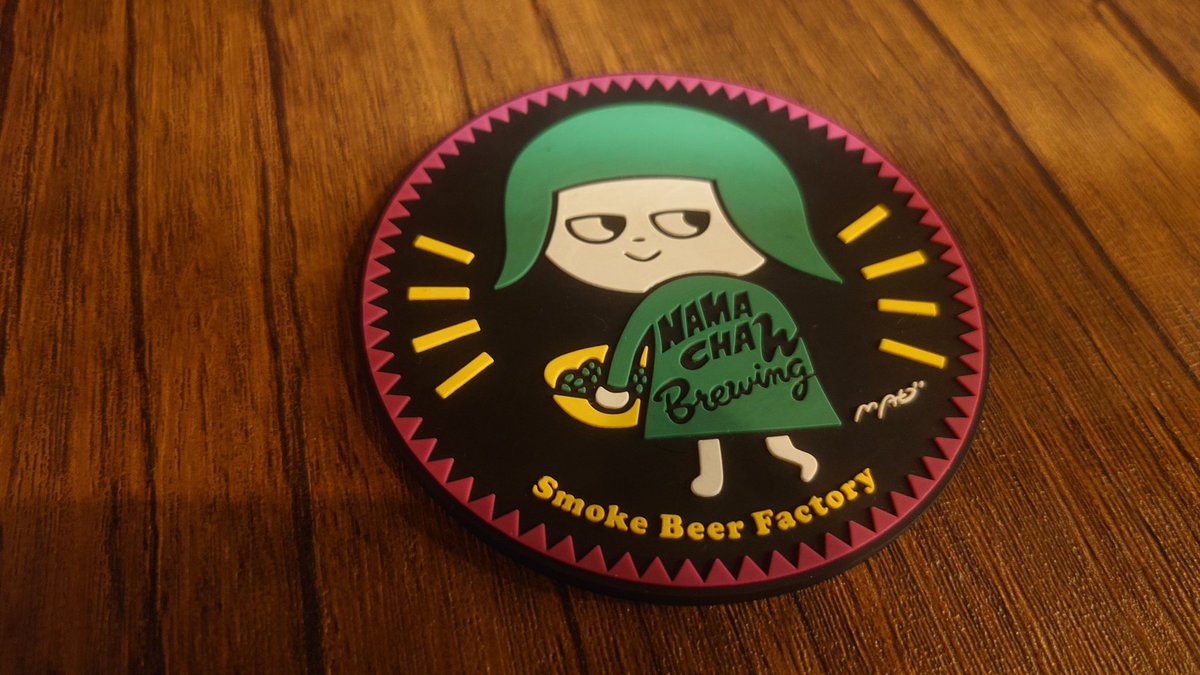 NAMA
CHAN
Brewing
Smoke Beer Factory